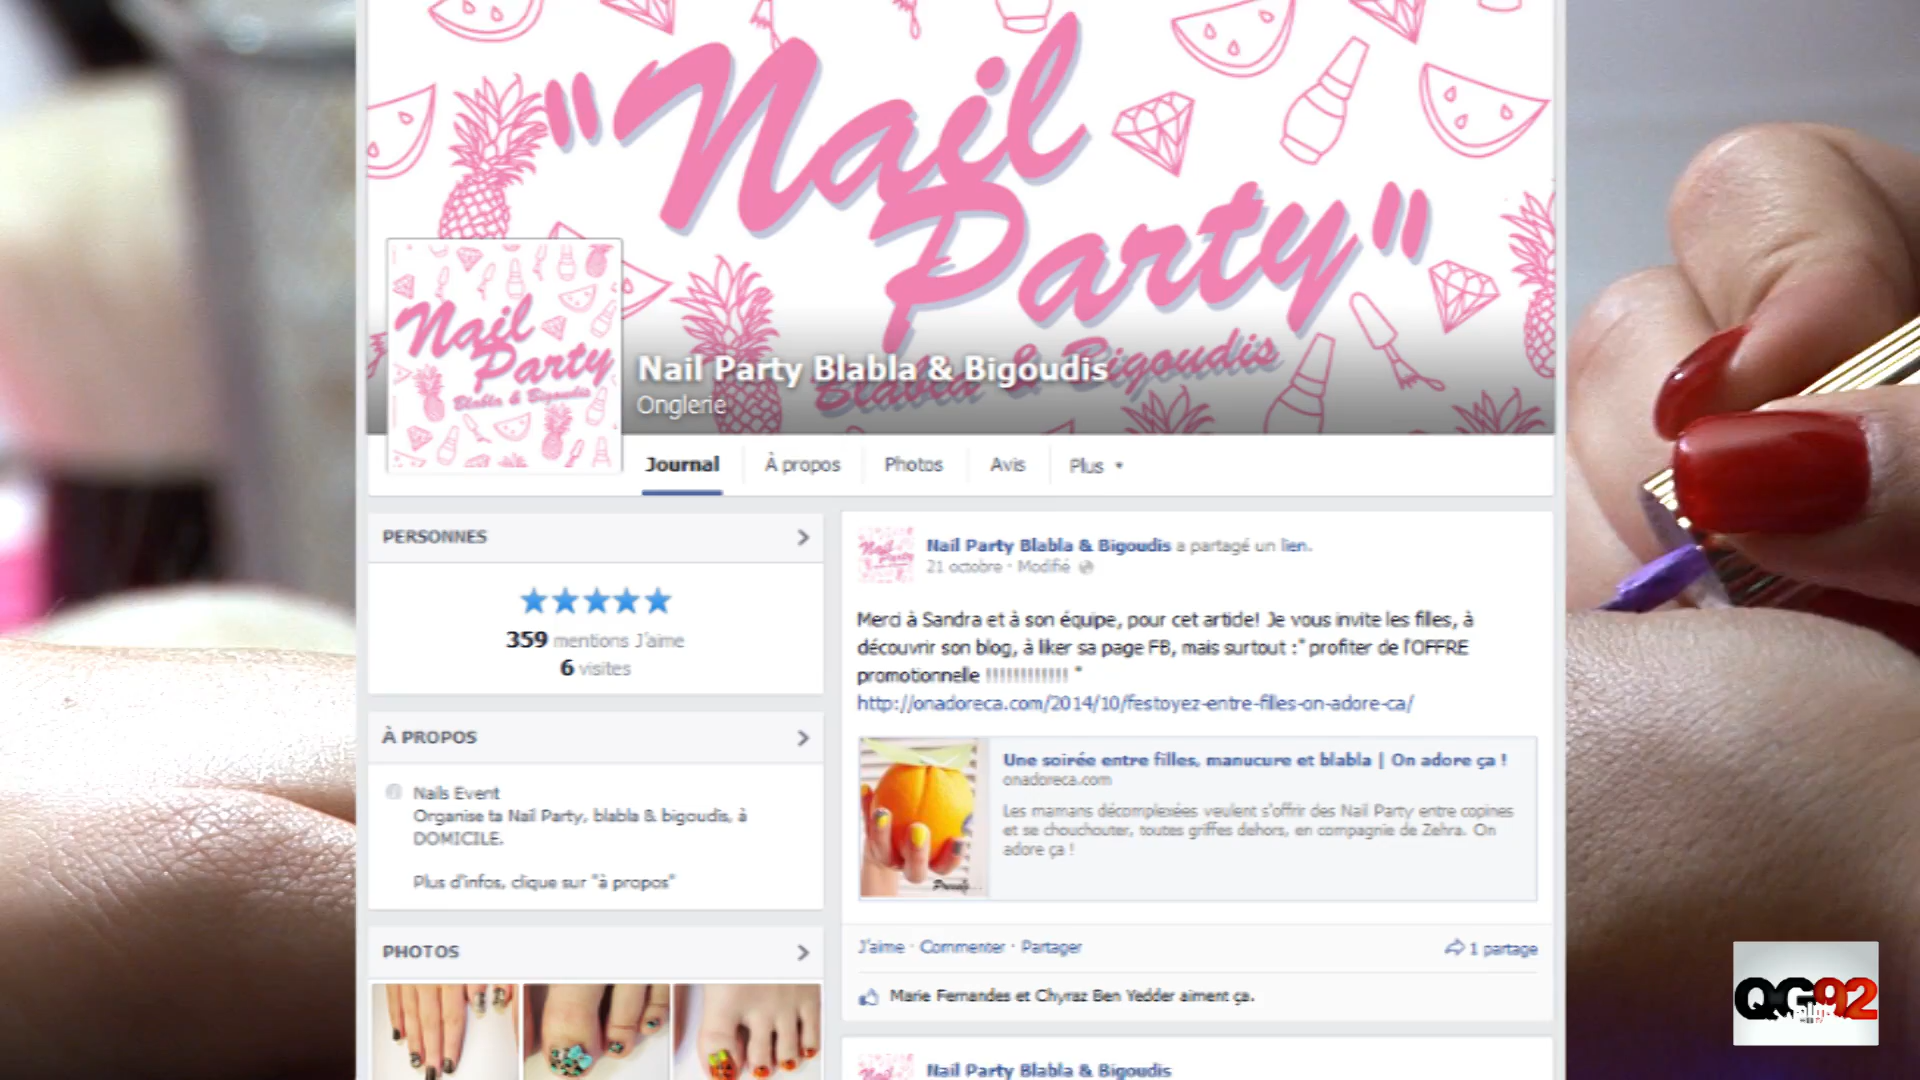 "Nail
Party"
Blabla & Bigoudis
Nail
Party
Blabla & Bigoudis
Nail Party Blabla & Bigoudis
Onglerie
Journal
À propos
Photos
Avis
Plus
PERSONNES
359 mentions J'aime
6 visites
À PROPOS
Nails Event
Organise ta Nail Party, blabla & bigoudis, à
DOMICILE.
Plus d'infos, clique sur "à propos"
PHOTOS
Nail Party Blabla & Bigoudis a partagé un lien.
21 octobre · Modifié
Merci à Sandra et à son équipe, pour cet article! Je vous invite les filles, à
découvrir son blog, à liker sa page FB, mais surtout :" profiter de l'OFFRE
promotionnelle !!!!!!!!!!!!! "
http://onadoreca.com/2014/10/festoyez-entre-filles-on-adore-ca/
Une soirée entre filles, manucure et blabla | On adore ça !
onadoreca.com
Les mamans décomplexées veulent s'offrir des Nail Party entre copines
et se chouchouter, toutes griffes dehors, en compagnie de Zehra. On
adore ça !
J'aime · Commenter · Partager
1 partage
Marie Fernandes et Chyraz Ben Yedder aiment ça.
Nail Party Blabla & Bigoudis
QG92